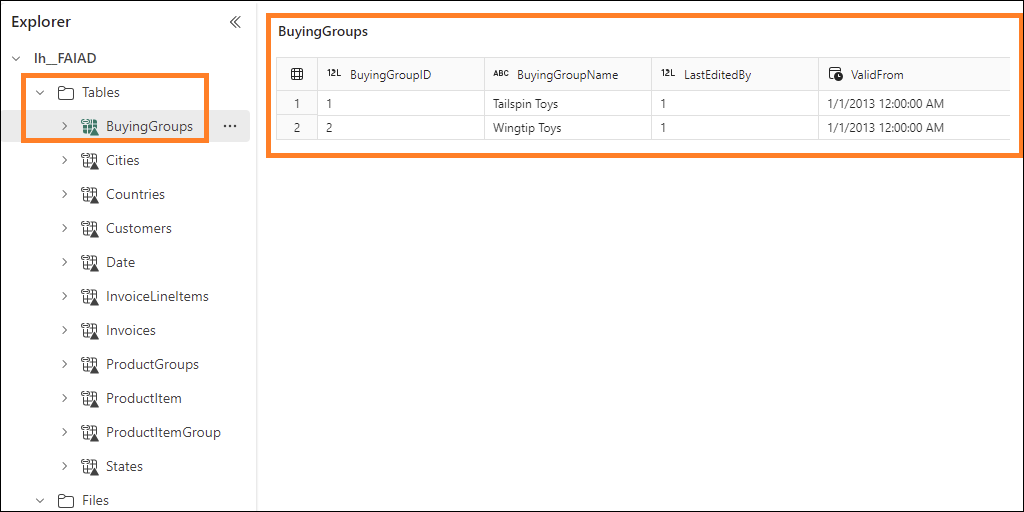 Explorer
lh__FAIAD
Tables
BuyingGroups
Cities
Countries
Customers
Date
InvoiceLineItems
Invoices
ProductGroups
ProductItem
ProductItemGroup
States
Files
BuyingGroups
12L BuyingGroupID ABC BuyingGroupName 12L LastEditedBy ValidFrom
1 1 Tailspin Toys 1 1/1/2013 12:00:00 AM
2 2 Wingtip Toys 1 1/1/2013 12:00:00 AM